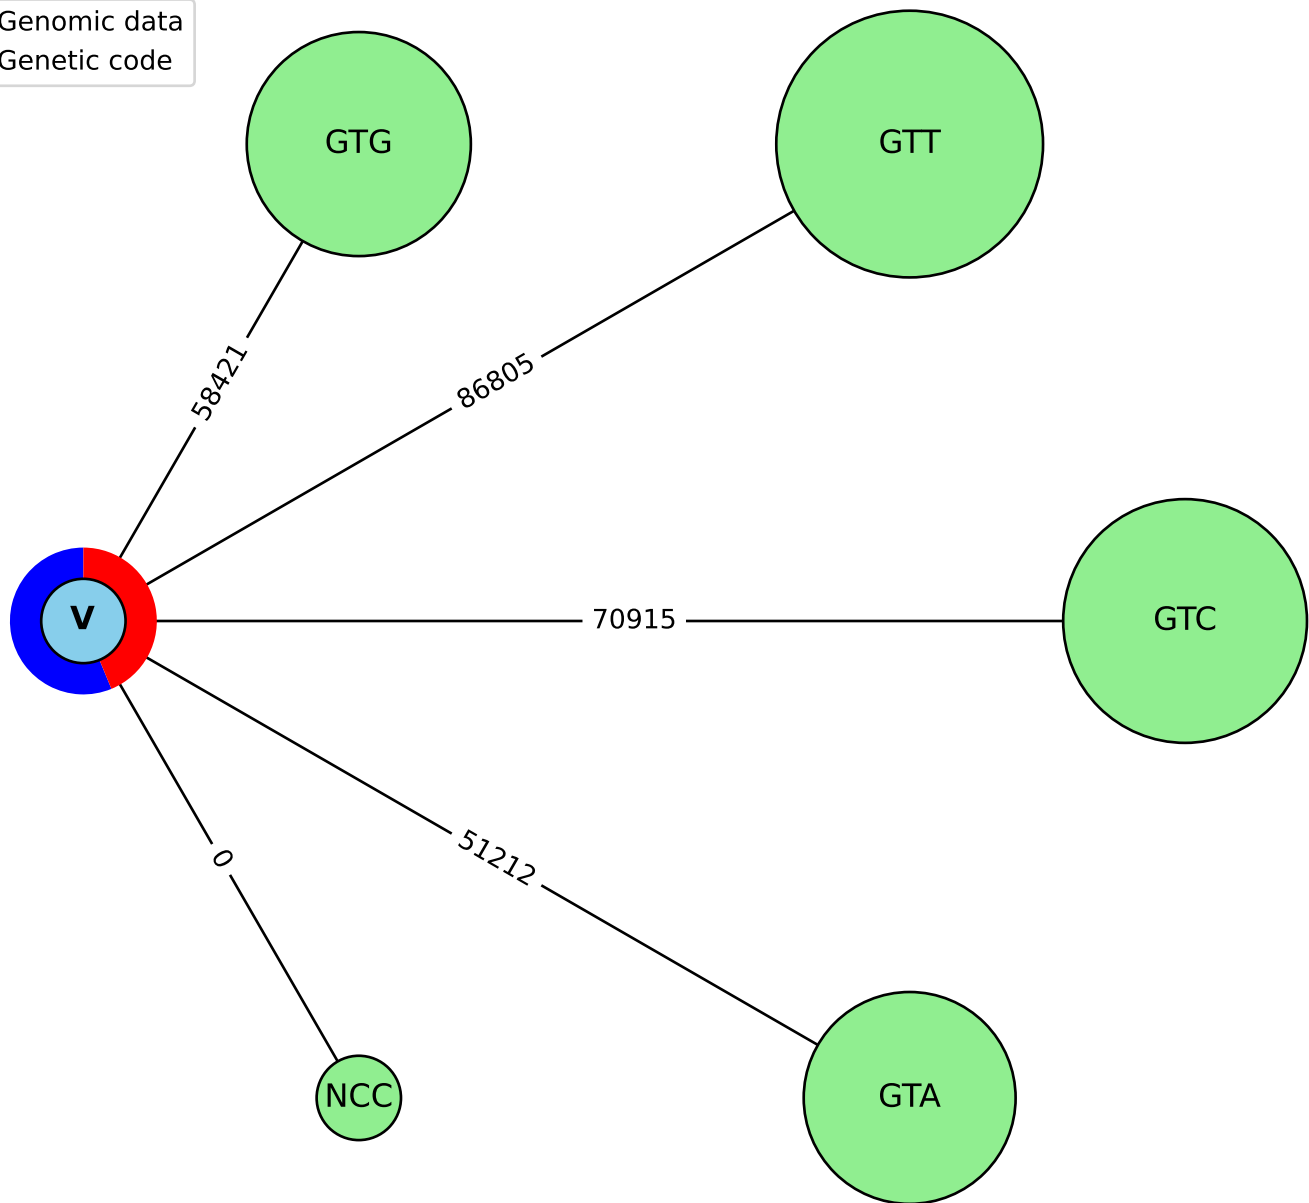 Genomic data
Genetic code
GTG
GTT
58421
86805
V
70915
GTC
0
51212
NCC
GTA